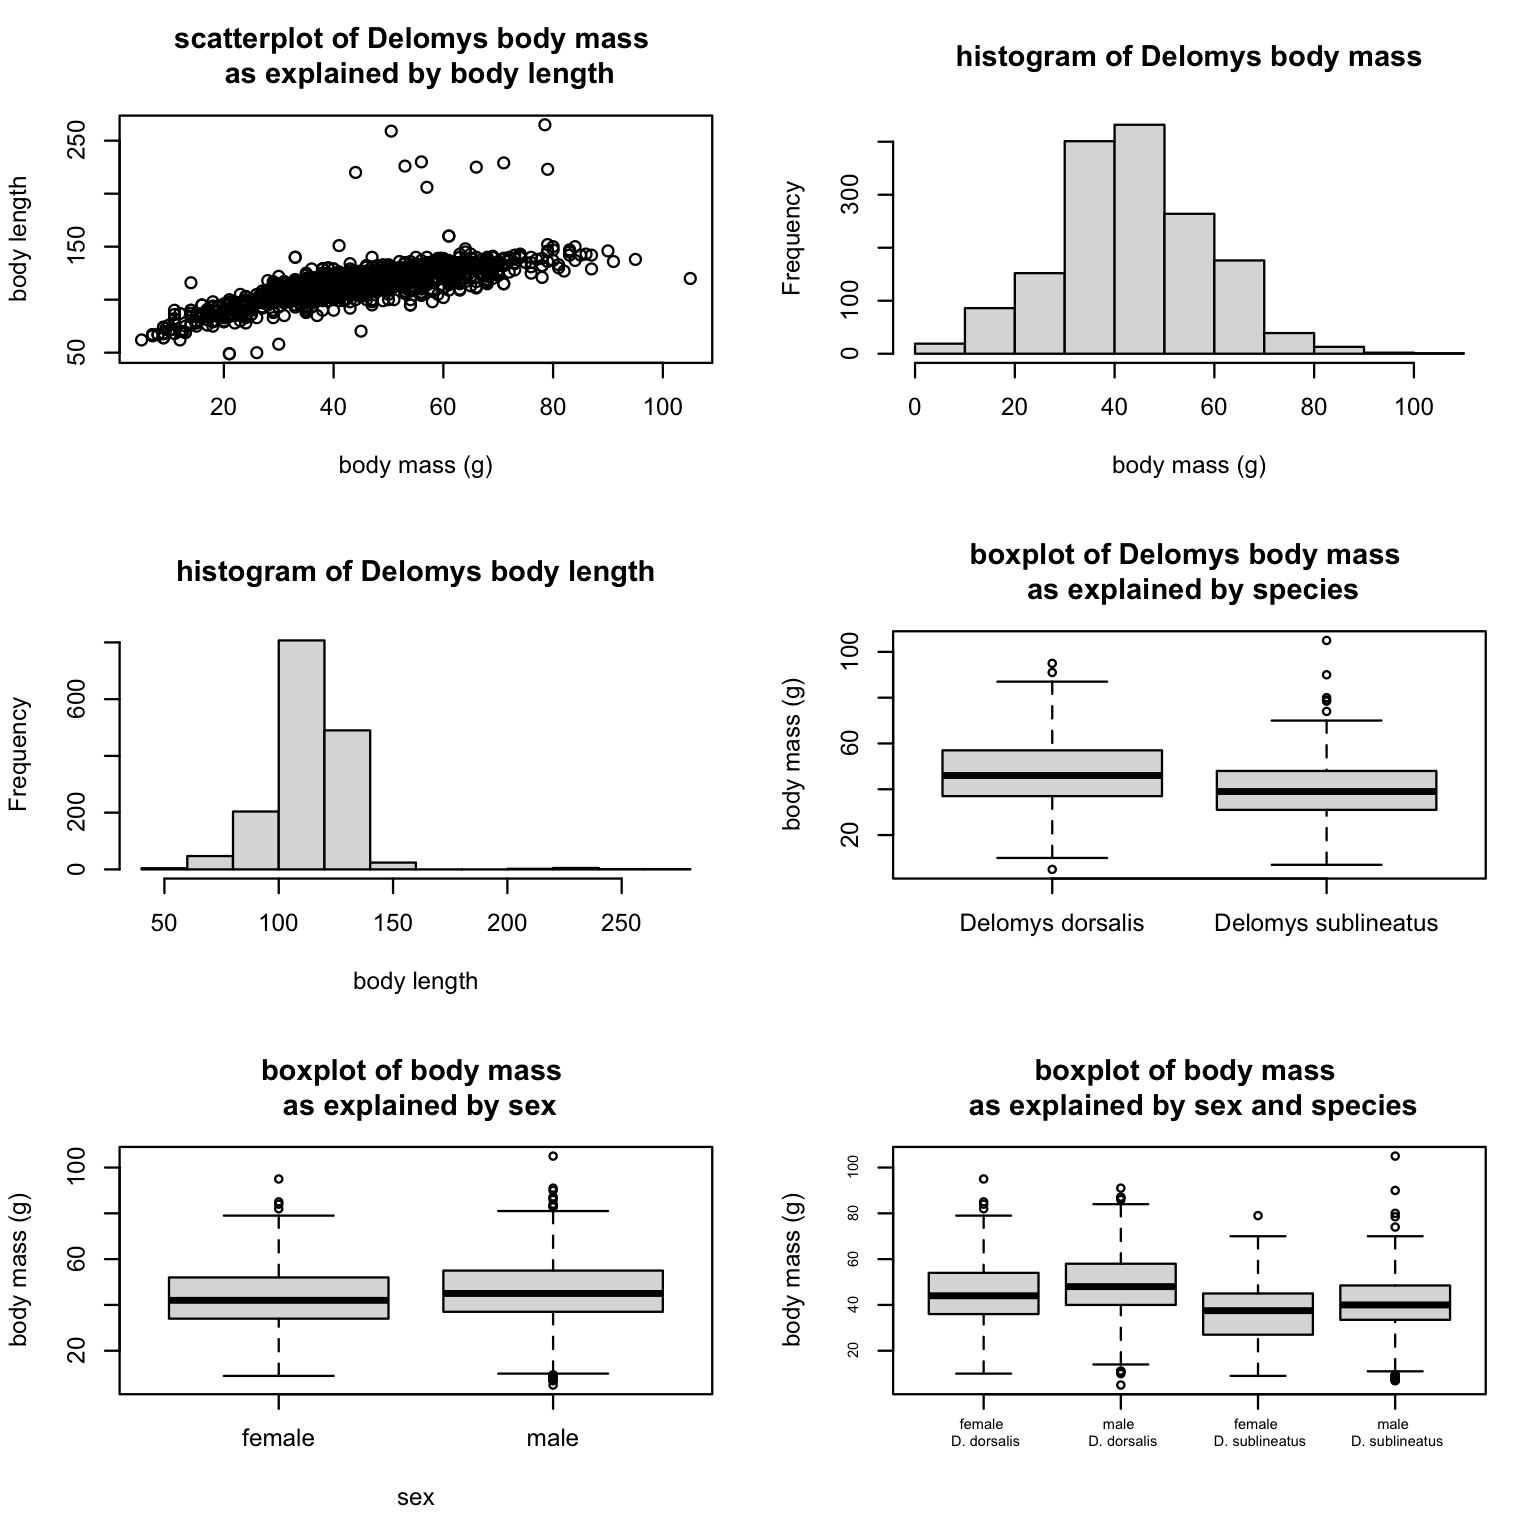 scatterplot of Delomys body mass
as explained by body length
250
150
50
body length
20 40 60 80 100
body mass (g)
histogram of Delomys body mass
300
100
0
Frequency
0 20 40 60 80 100
body mass (g)
histogram of Delomys body length
600
200
0
Frequency
50 100 150 200 250
body length
boxplot of Delomys body mass
as explained by species
100
60
20
body mass (g)
Delomys dorsalis Delomys sublineatus
boxplot of body mass
as explained by sex
100
60
20
body mass (g)
female male
sex
boxplot of body mass
as explained by sex and species
100
80
60
40
20
body mass (g)
female male female male
D. dorsalis D. dorsalis D. sublineatus D. sublineatus